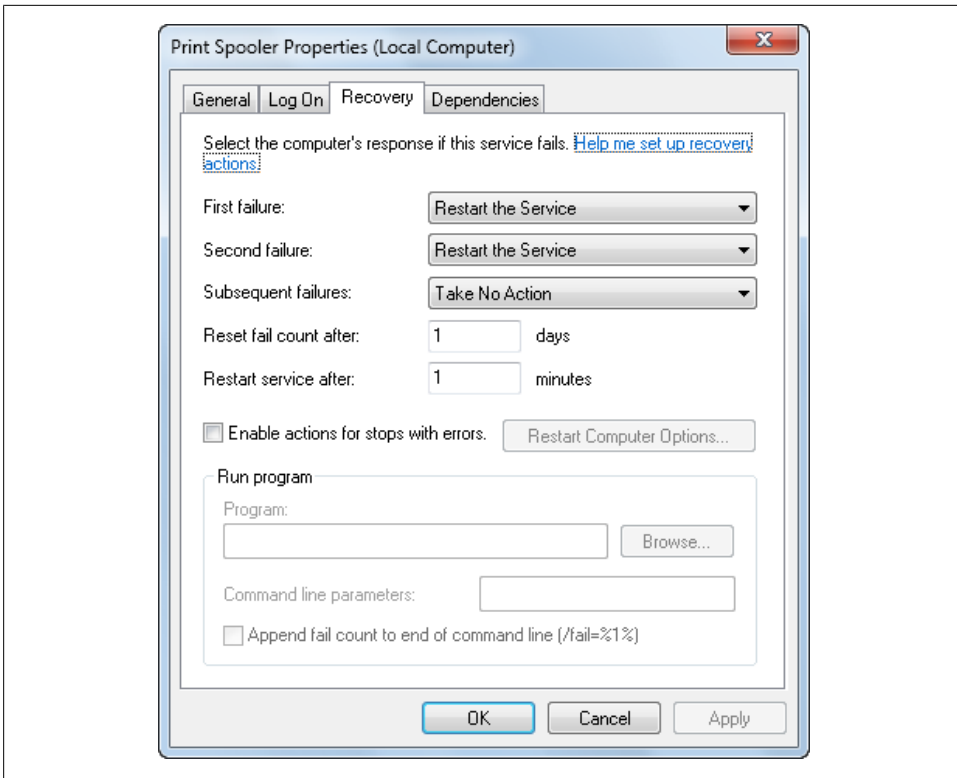 Print Spooler Properties (Local Computer)
General Log On Recovery Dependencies
Select the computer's response if this service fails. Help me set up recovery
actions.
First failure: Restart the Service
Second failure: Restart the Service
Subsequent failures: Take No Action
Reset fail count after: 1 days
Restart service after: 1 minutes
Enable actions for stops with errors. Restart Computer Options...
Run program
Program:
Browse...
Command line parameters:
Append fail count to end of command line (/fail=%1%)
OK Cancel Apply